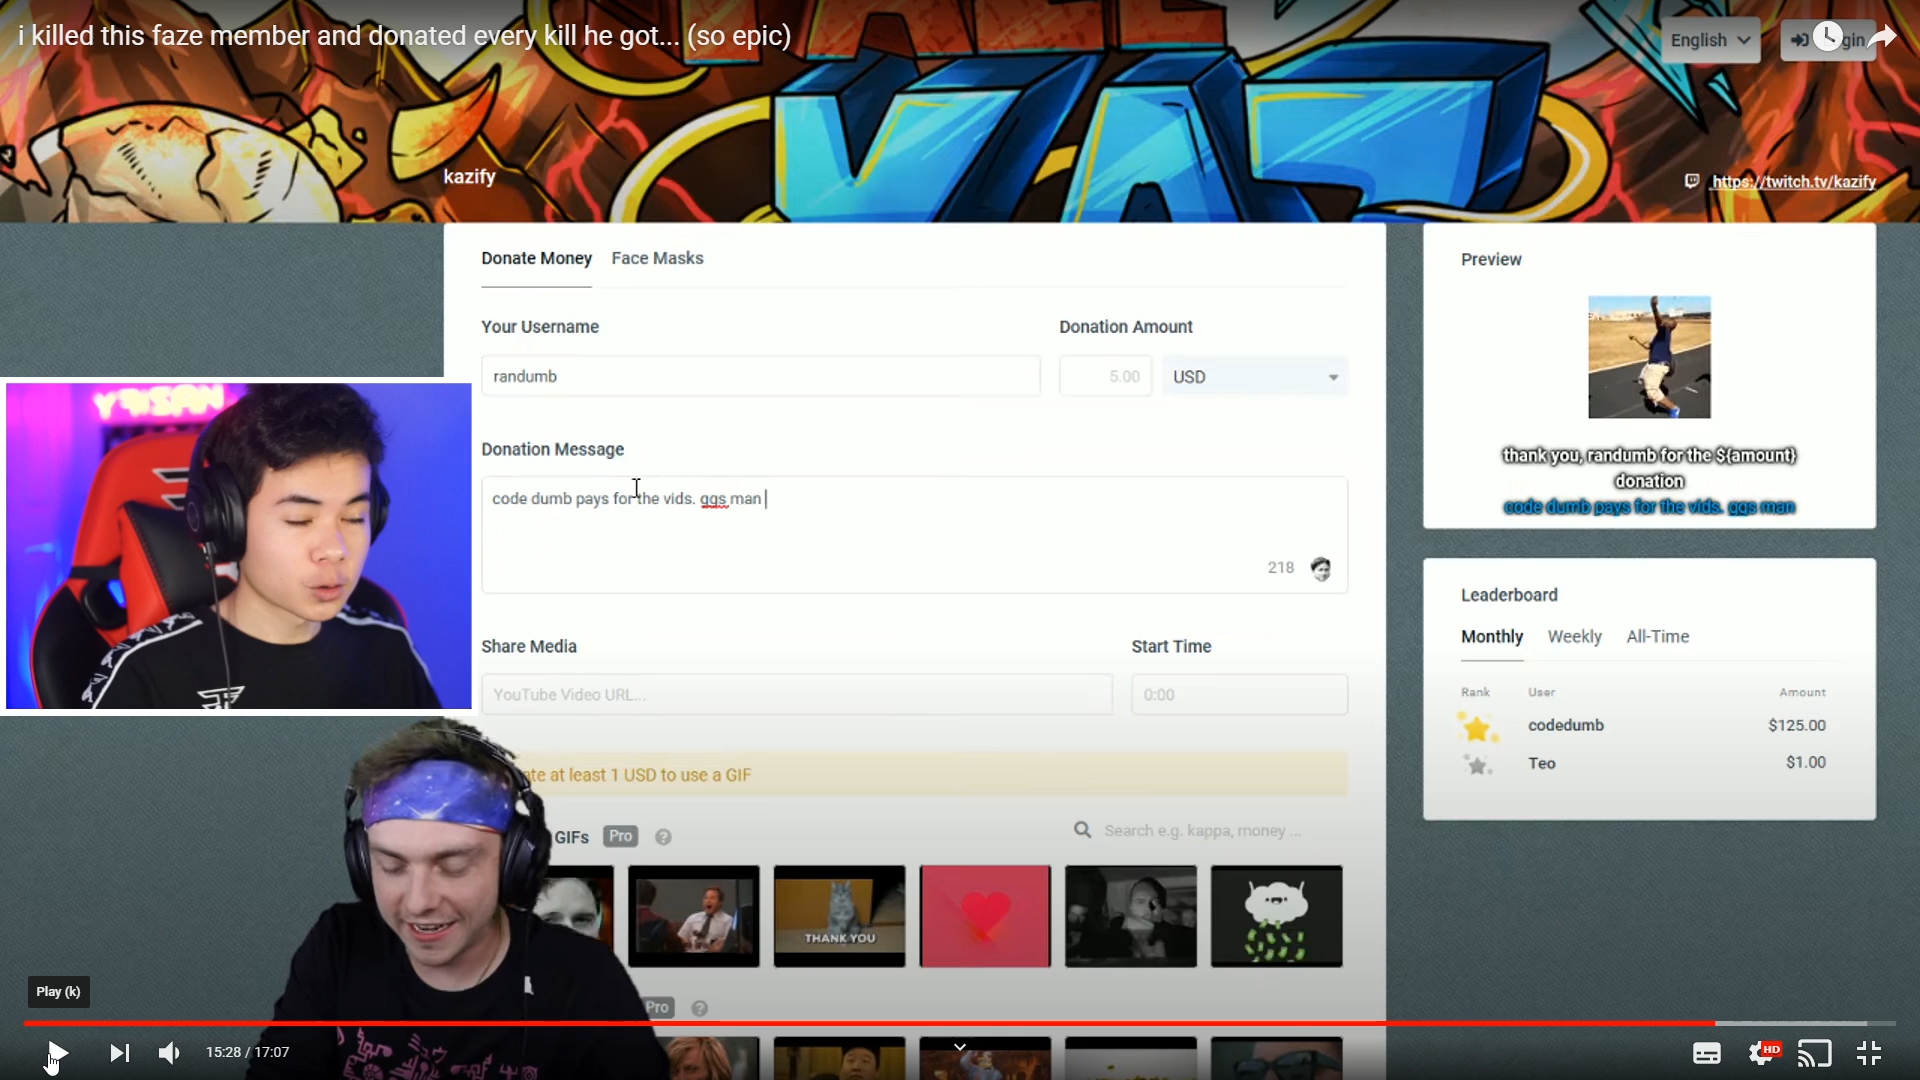 i killed this faze member and donated every kill he got... (so epic)
English
gin
kazify
https://twitch.tv/kazify
Donate Money
Face Masks
Preview
Your Username
Donation Amount
randumb
5.00
USD
Donation Message
thank you, randumb for the ${amount}
donation
code dumb pays for the vids. ggs man
code dumb pays for the vids. ggs man
218
Leaderboard
Share Media
Start Time
Monthly
Weekly
All-Time
YouTube Video URL...
0:00
Rank
User
Amount
codedumb
$125.00
Teo
$1.00
ate at least 1 USD to use a GIF
GIFs
Pro
?
Search e.g. kappa, money ...
THANK YOU
Play (k)
Pro
?
15:28 / 17:07
HD